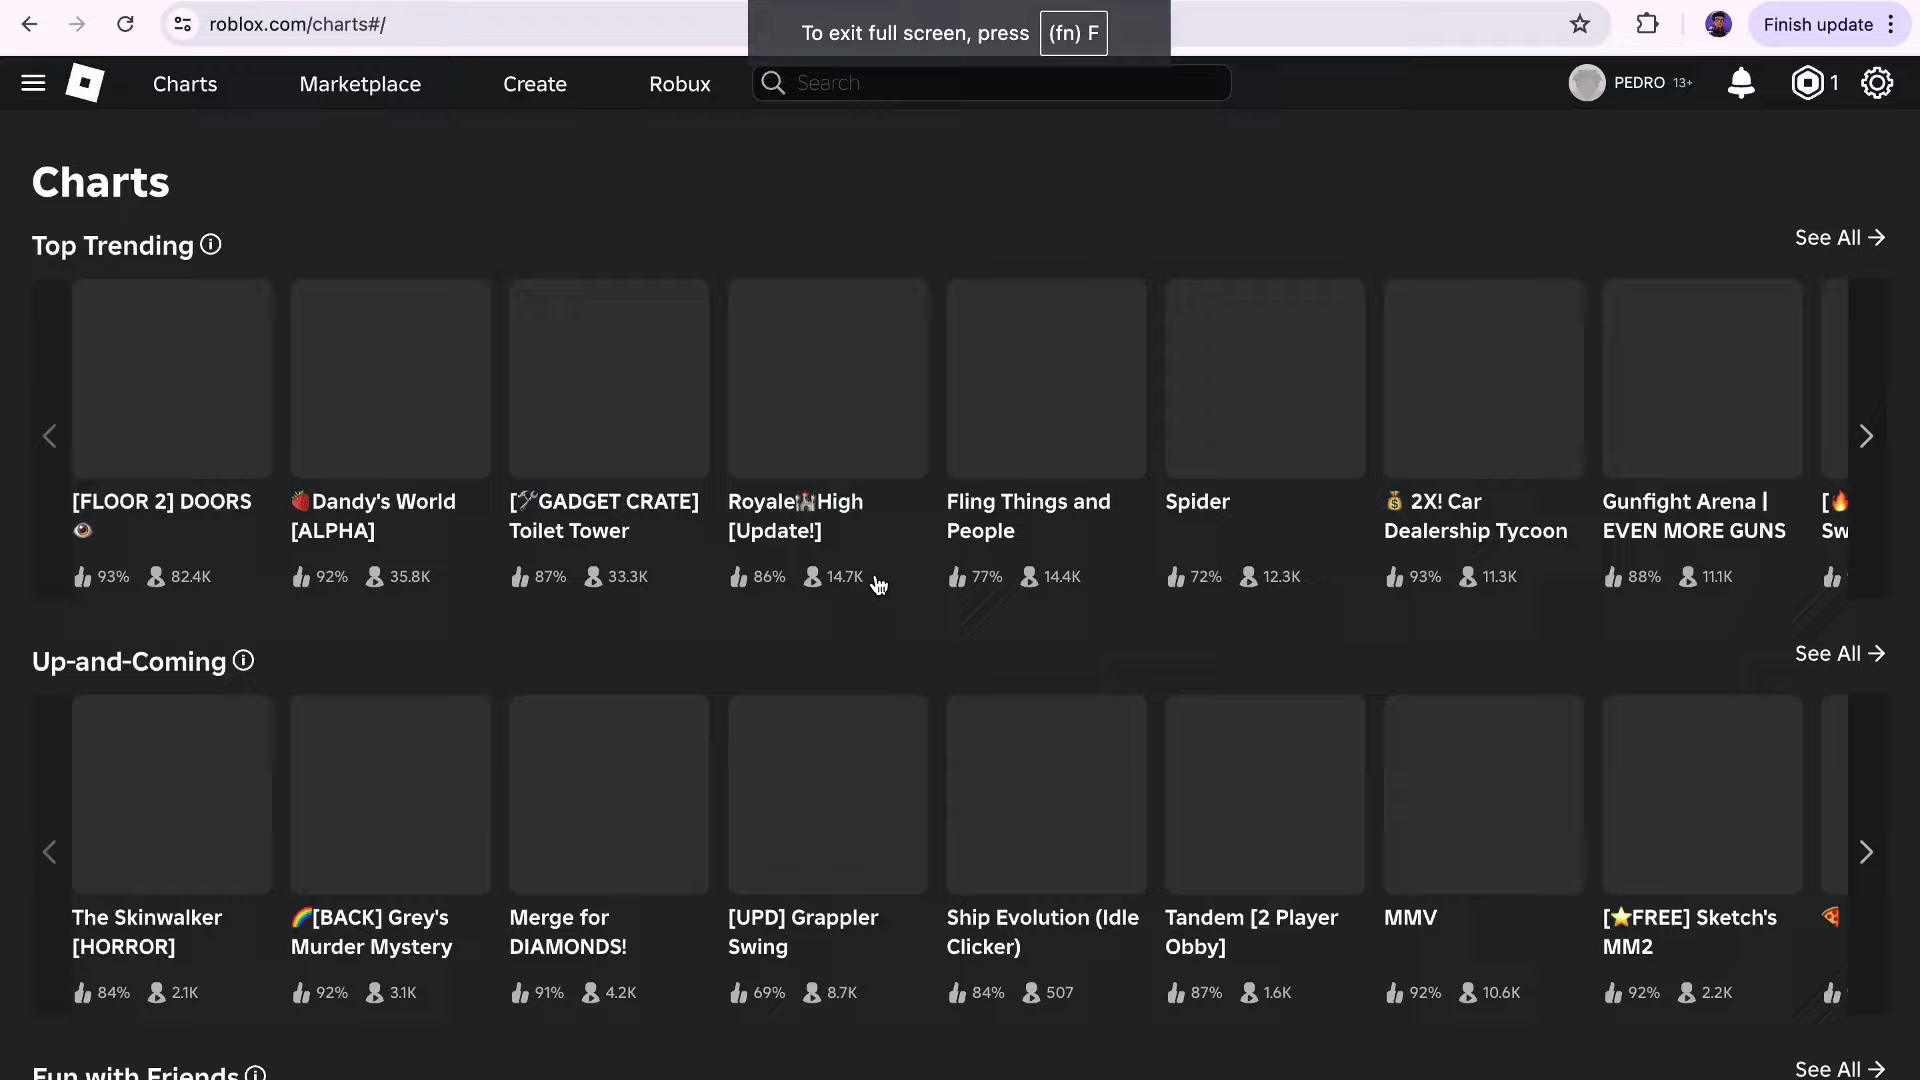 roblox.com/charts#/
To exit full screen, press (fn) F
Finish update
Charts
Marketplace
Create
Robux
Search
PEDRO 13+
1
Charts
Top Trending
See All
[FLOOR 2] DOORS
👁️
93% 82.4K
🍓Dandy's World
[ALPHA]
92% 35.8K
[🛠️GADGET CRATE]
Toilet Tower
87% 33.3K
Royale🏰High
[Update!]
86% 14.7K
Fling Things and
People
77% 14.4K
Spider
72% 12.3K
💰 2X! Car
Dealership Tycoon
93% 11.3K
Gunfight Arena |
EVEN MORE GUNS
88% 11.1K
[🔥
Sw
Up-and-Coming
See All
The Skinwalker
[HORROR]
84% 2.1K
🌈[BACK] Grey's
Murder Mystery
92% 3.1K
Merge for
DIAMONDS!
91% 4.2K
[UPD] Grappler
Swing
69% 8.7K
Ship Evolution (Idle
Clicker)
84% 507
Tandem [2 Player
Obby]
87% 1.6K
MMV
92% 10.6K
[⭐FREE] Sketch's
MM2
92% 2.2K
🍕
Fun with Friends
See All